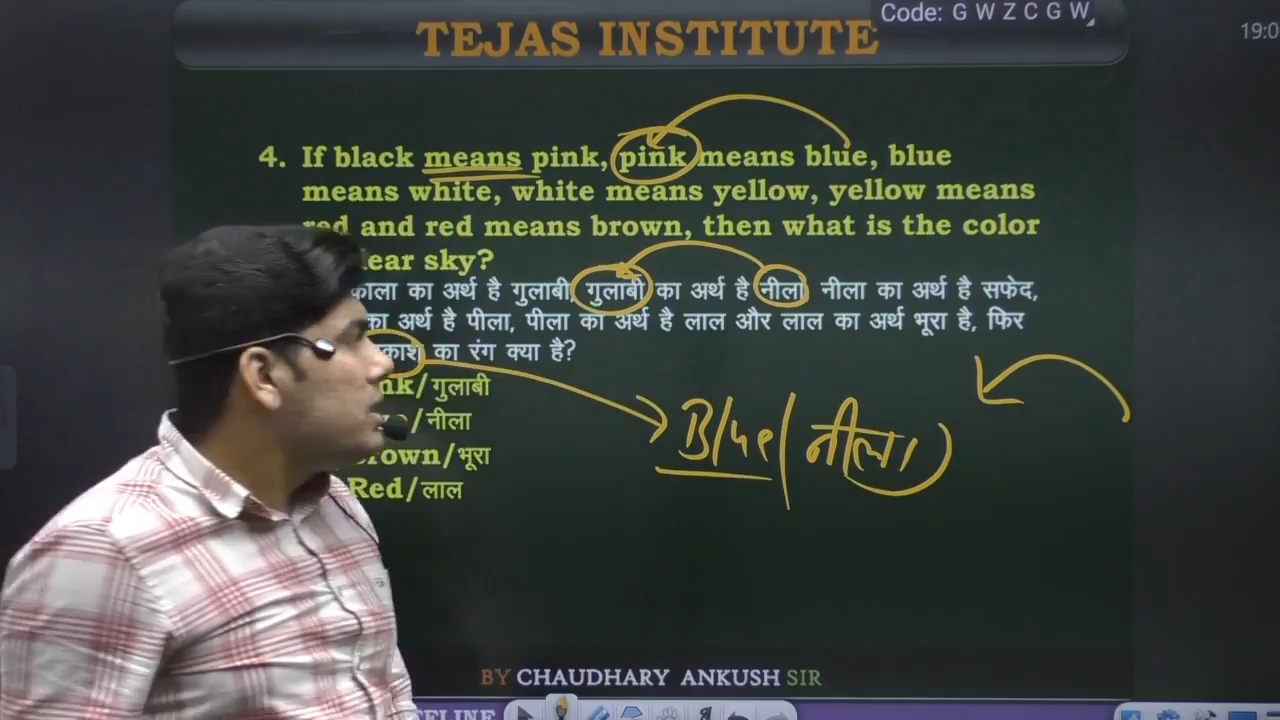 Code: G W Z C G W
TEJAS INSTITUTE
19:0
4. If black means pink, pink means blue, blue
means white, white means yellow, yellow means
red and red means brown, then what is the color
lear sky?
काला का अर्थ है गुलाबी, गुलाबी का अर्थ है नीला नीला का अर्थ है सफेद,
का अर्थ है पीला, पीला का अर्थ है लाल और लाल का अर्थ भूरा है, फिर
काश का रंग क्या है?
nk/गुलाबी
/नीला
Blue/नीला)
Brown/भूरा
Red/लाल
BY CHAUDHARY ANKUSH SIR